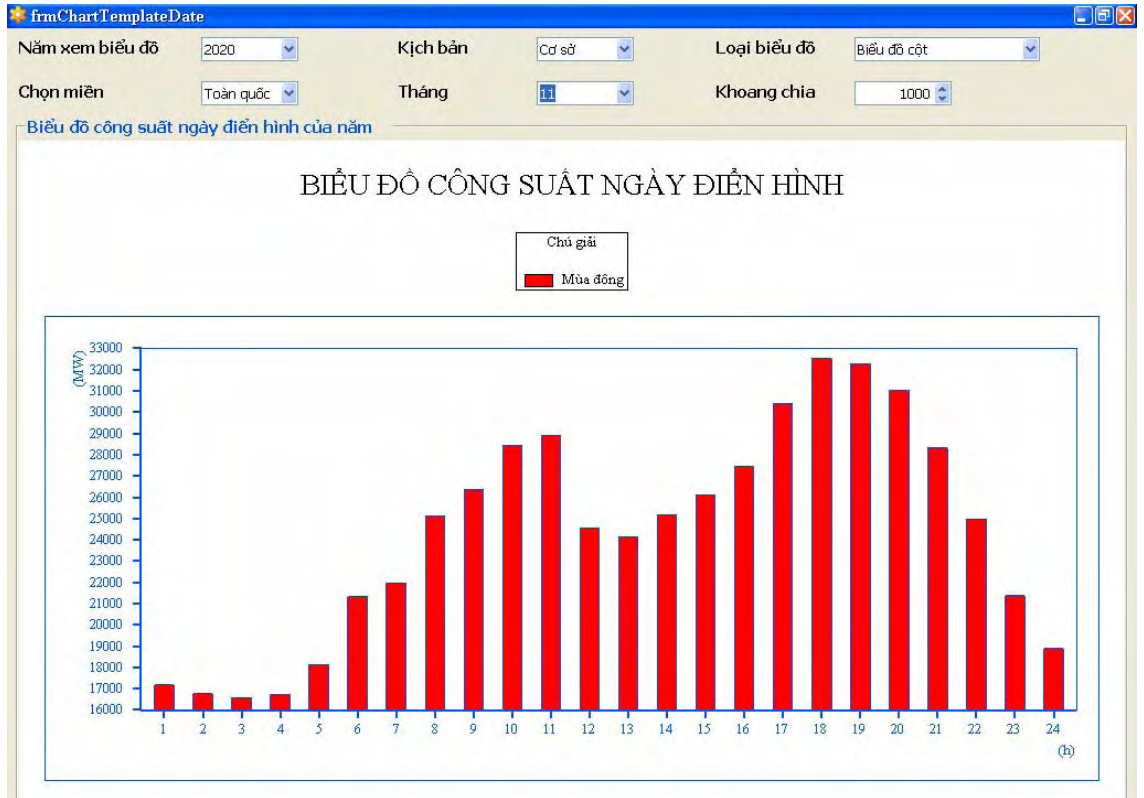 frmChartTemplateDate
Năm xem biểu đồ 2020 Kịch bản Cơ sở Loại biểu đồ Biểu đồ cột
Chọn miền Toàn quốc Tháng 11 Khoang chia 1000
Biểu đồ công suất ngày điển hình của năm
BIỂU ĐỒ CÔNG SUẤT NGÀY ĐIỂN HÌNH
Chú giải
Mùa đông
(MW)
33000
32000
31000
30000
29000
28000
27000
26000
25000
24000
23000
22000
21000
20000
19000
18000
17000
16000
1 2 3 4 5 6 7 8 9 10 11 12 13 14 15 16 17 18 19 20 21 22 23 24
(h)